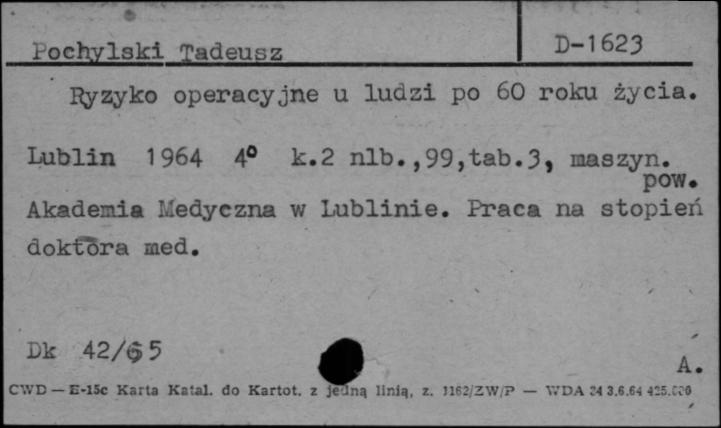 Pochylski Tadeusz D-1623
Ryzyko operacyjne u ludzi po 60 roku życia.
Lublin 1964 4° k.2 nlb.,99,tab.3, maszyn.
pow.
Akademia Medyczna w Lublinie. Praca na stopień
doktora med.
Dk 42/65
A.
CWD — E-15c Karta Katal. do Kartot. z jedną linią, z. 1162/ZW/P — WDA 24 3.6.64